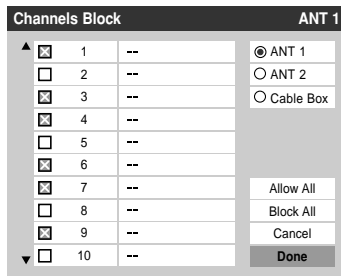 Channels Block ANT 1
1 -- ANT 1
2 -- ANT 2
3 -- Cable Box
4 --
5 --
6 --
7 -- Allow All
8 -- Block All
9 -- Cancel
10 -- Done